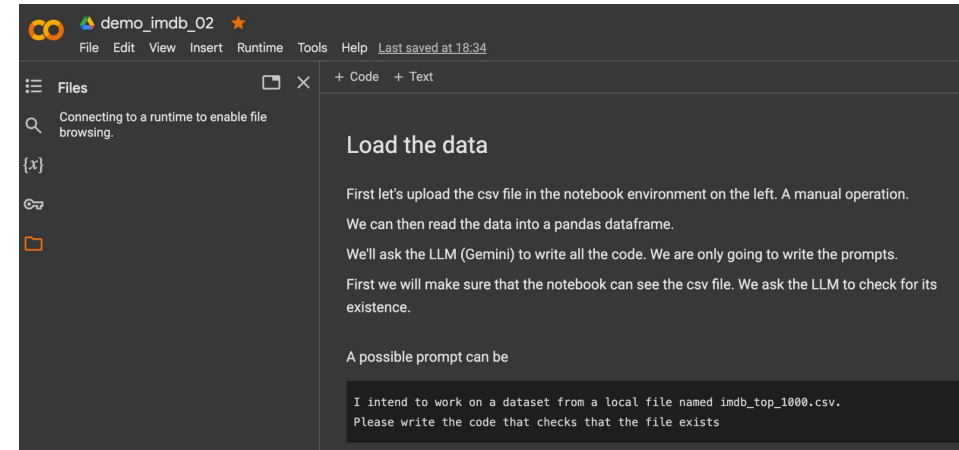 demo_imdb_02
File Edit View Insert Runtime Tools Help Last saved at 18:34
Files
+ Code + Text
Connecting to a runtime to enable file
browsing.
{x}
Load the data
First let's upload the csv file in the notebook environment on the left. A manual operation.
We can then read the data into a pandas dataframe.
We'll ask the LLM (Gemini) to write all the code. We are only going to write the prompts.
First we will make sure that the notebook can see the csv file. We ask the LLM to check for its
existence.
A possible prompt can be
I intend to work on a dataset from a local file named imdb_top_1000.csv.
Please write the code that checks that the file exists